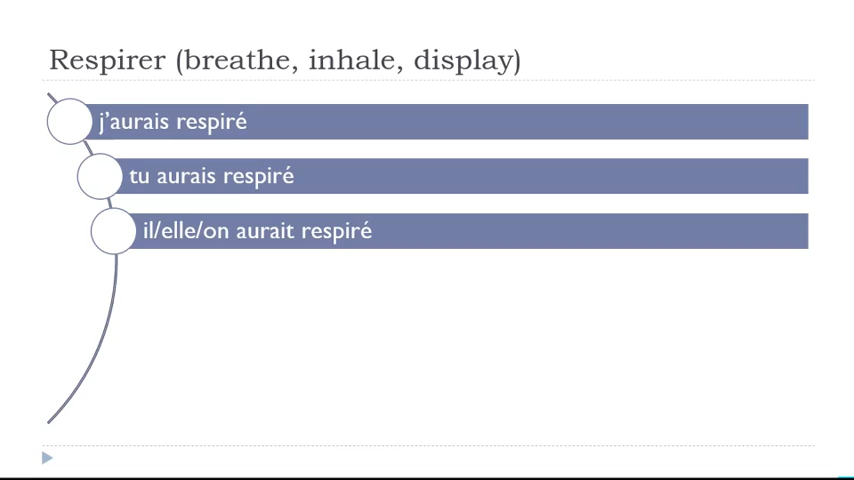 Respirer (breathe, inhale, display)
j’aurais respiré
tu aurais respiré
il/elle/on aurait respiré